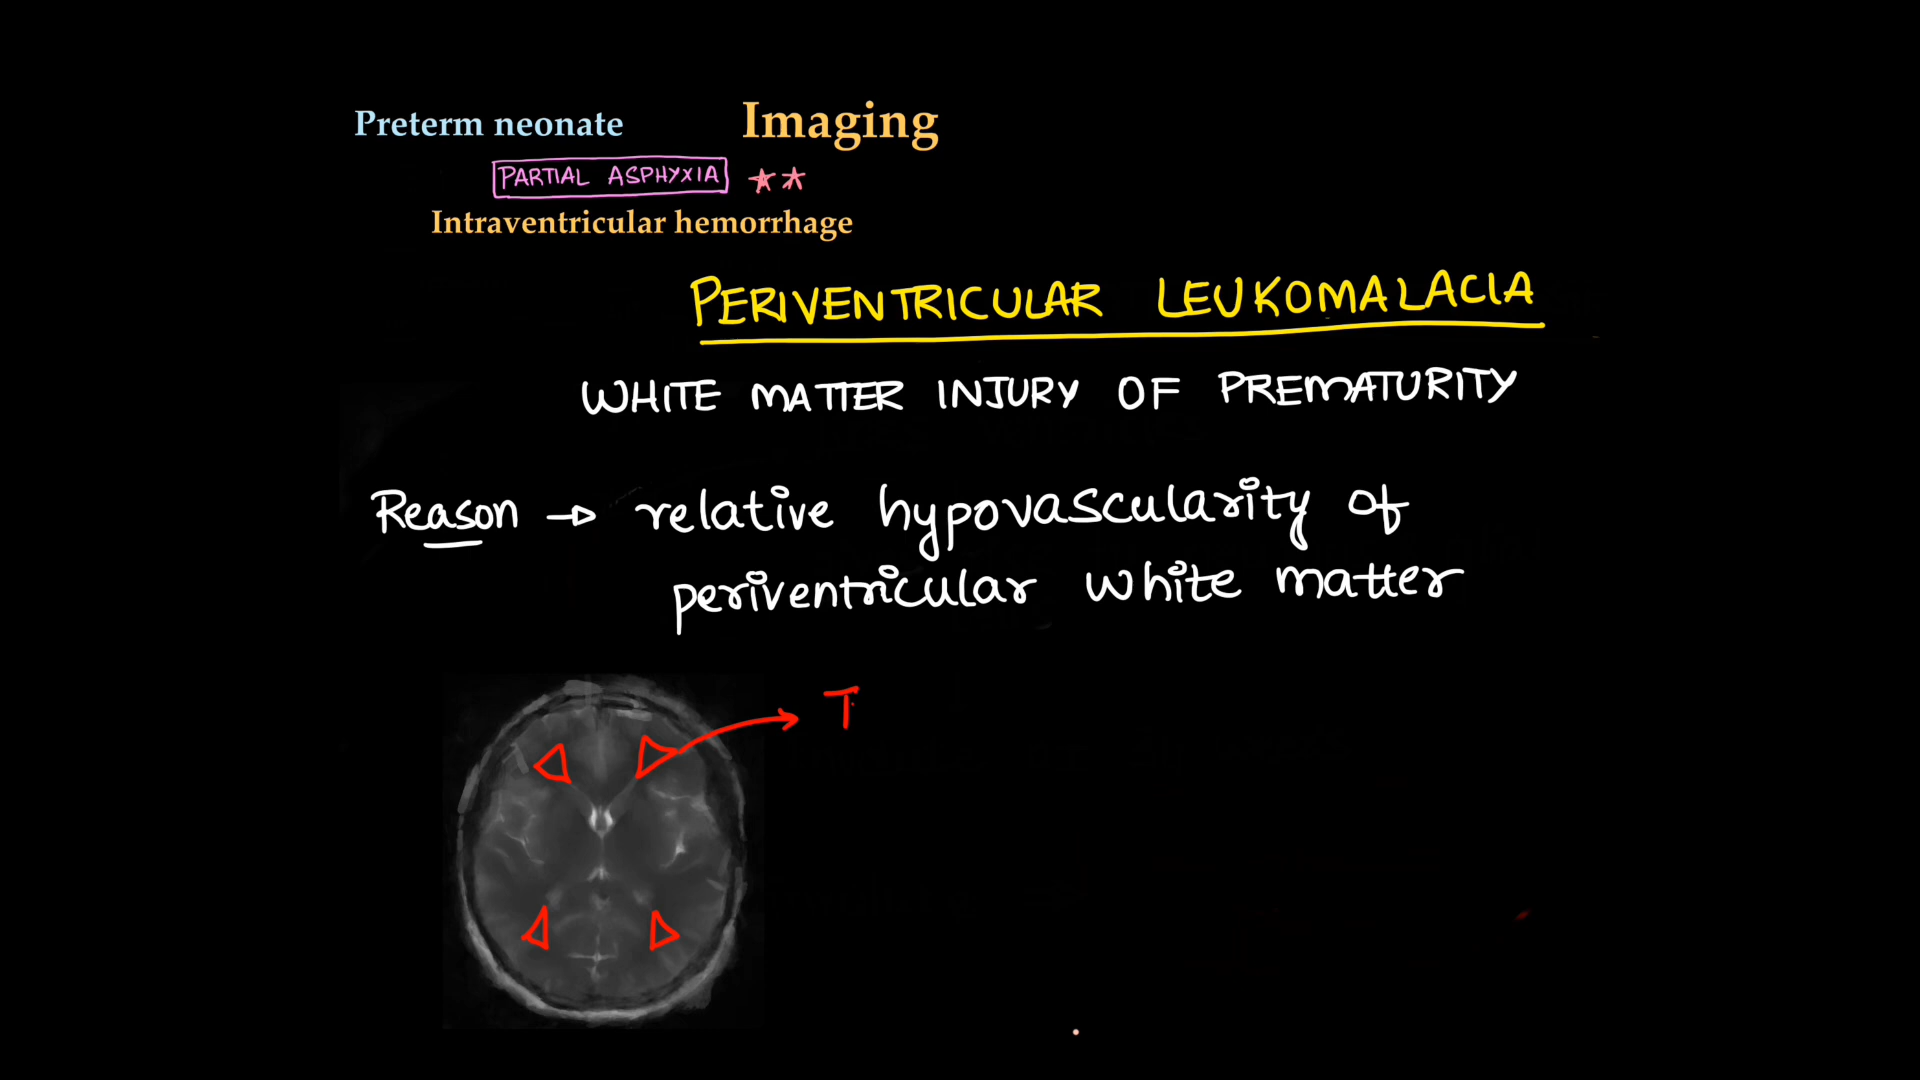 Preterm neonate Imaging
PARTIAL ASPHYXIA **
Intraventricular hemorrhage
PERIVENTRICULAR LEUKOMALACIA
WHITE MATTER INJURY OF PREMATURITY
Reason → relative hypovascularity of
periventricular white matter
T